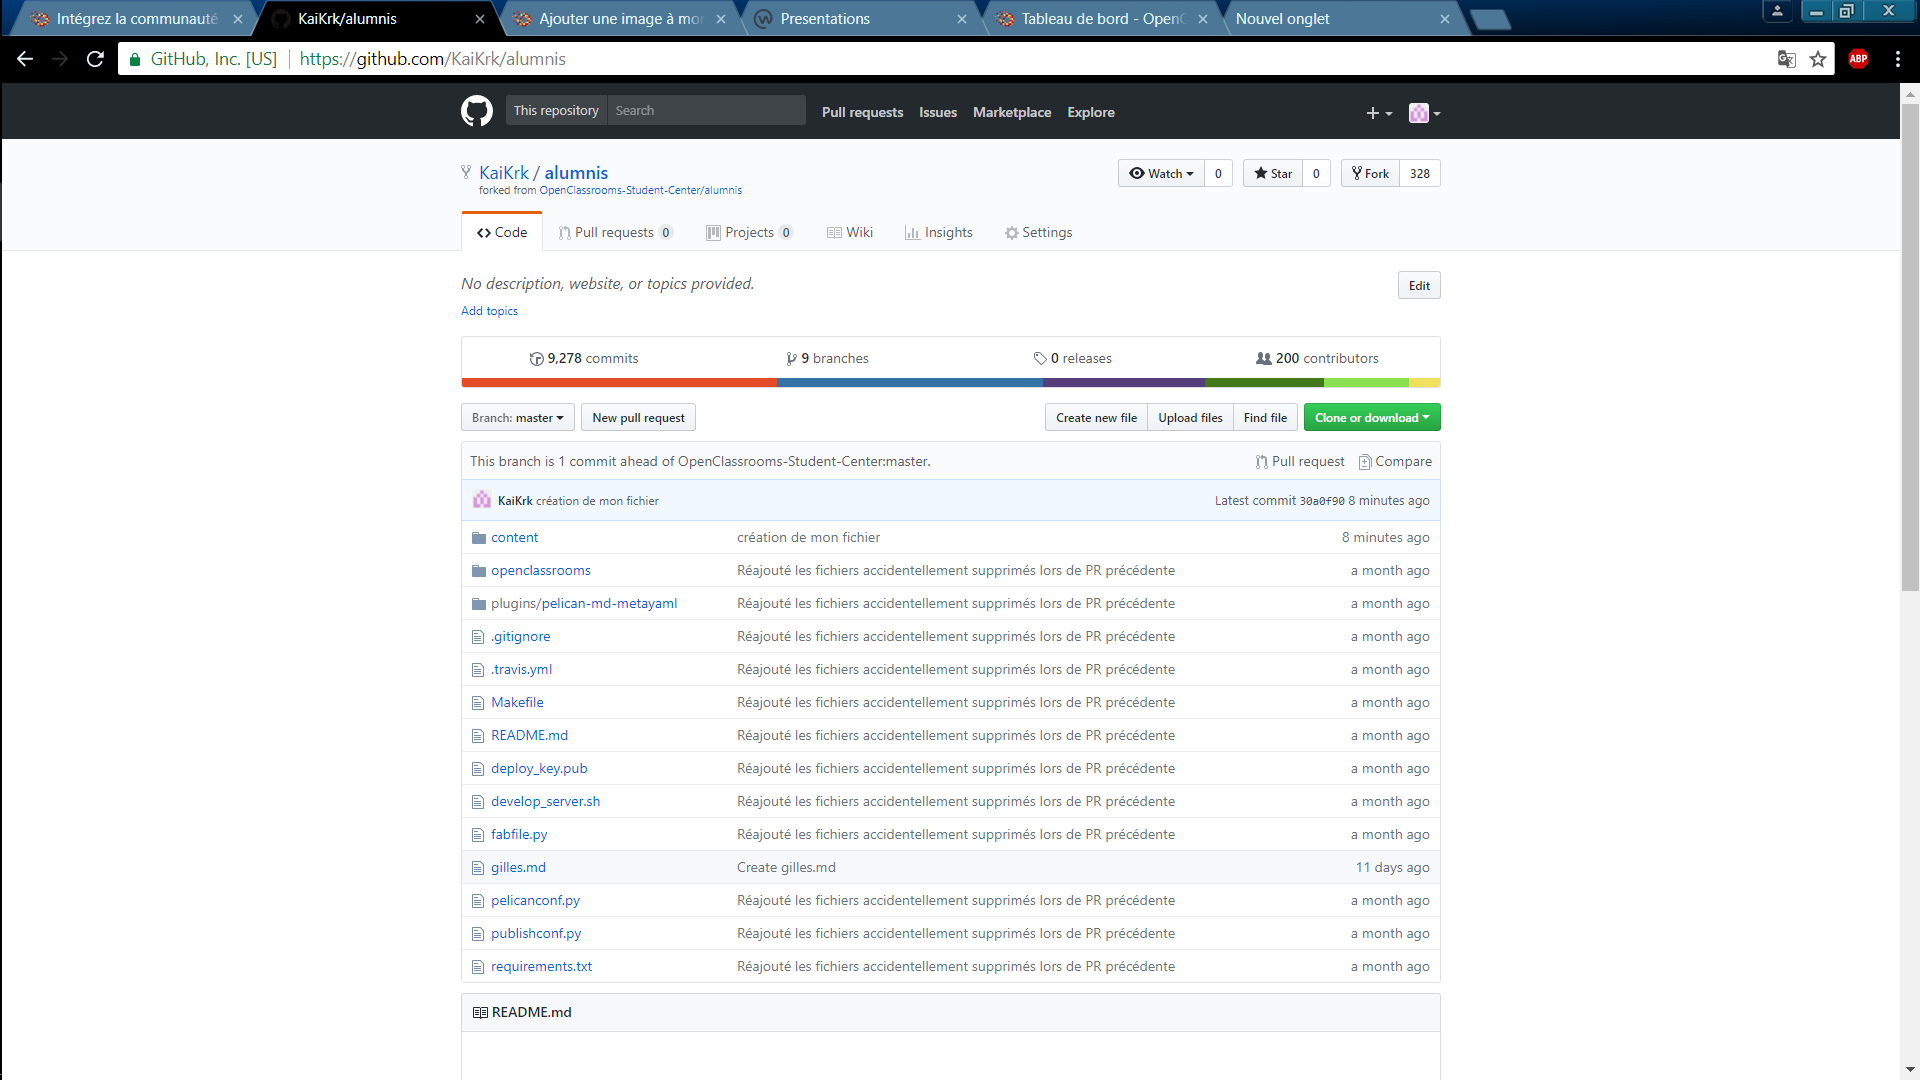 Intégrez la communauté
KaiKrk/alumnis
Ajouter une image à mo
Presentations
Tableau de bord - OpenC
Nouvel onglet
GitHub, Inc. [US] https://github.com/KaiKrk/alumnis
ABP
This repository Search Pull requests Issues Marketplace Explore
KaiKrk / alumnis
Watch 0 Star 0 Fork 328
forked from OpenClassrooms-Student-Center/alumnis
Code Pull requests 0 Projects 0 Wiki Insights Settings
No description, website, or topics provided.
Edit
Add topics
9,278 commits 9 branches 0 releases 200 contributors
Branch: master New pull request Create new file Upload files Find file Clone or download
This branch is 1 commit ahead of OpenClassrooms-Student-Center:master. Pull request Compare
KaiKrk création de mon fichier Latest commit 30a0f90 8 minutes ago
content création de mon fichier 8 minutes ago
openclassrooms Réajouté les fichiers accidentellement supprimés lors de PR précédente a month ago
plugins/pelican-md-metayaml Réajouté les fichiers accidentellement supprimés lors de PR précédente a month ago
.gitignore Réajouté les fichiers accidentellement supprimés lors de PR précédente a month ago
.travis.yml Réajouté les fichiers accidentellement supprimés lors de PR précédente a month ago
Makefile Réajouté les fichiers accidentellement supprimés lors de PR précédente a month ago
README.md Réajouté les fichiers accidentellement supprimés lors de PR précédente a month ago
deploy_key.pub Réajouté les fichiers accidentellement supprimés lors de PR précédente a month ago
develop_server.sh Réajouté les fichiers accidentellement supprimés lors de PR précédente a month ago
fabfile.py Réajouté les fichiers accidentellement supprimés lors de PR précédente a month ago
gilles.md Create gilles.md 11 days ago
pelicanconf.py Réajouté les fichiers accidentellement supprimés lors de PR précédente a month ago
publishconf.py Réajouté les fichiers accidentellement supprimés lors de PR précédente a month ago
requirements.txt Réajouté les fichiers accidentellement supprimés lors de PR précédente a month ago
README.md